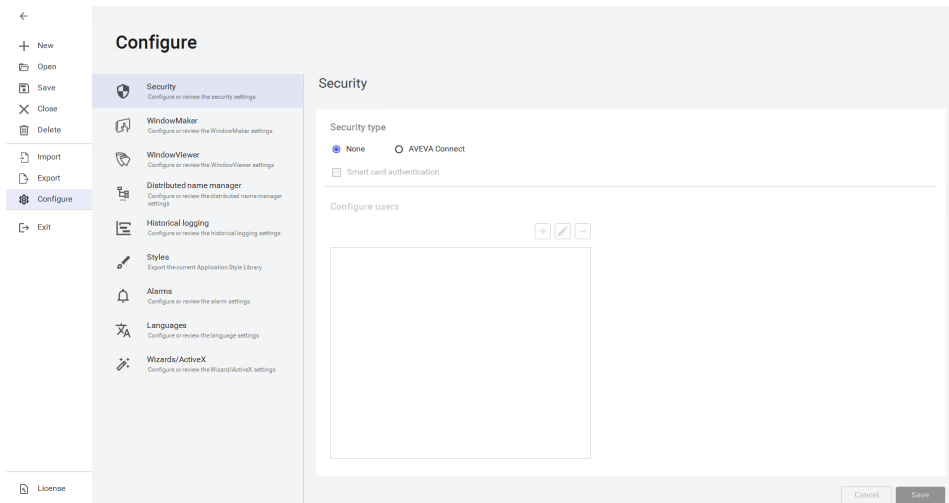 Configure
New
Open
Save
Close
Delete
Import
Export
Configure
Exit
License
Security
Configure or review the security settings
WindowMaker
Configure or review the WindowMaker settings
WindowViewer
Configure or review the WindowViewer settings
Distributed name manager
Configure or review the distributed name manager
settings
Historical logging
Configure or review the historical logging settings
Styles
Export the current Application Style Library
Alarms
Configure or review the alarm settings
Languages
Configure or review the language settings
Wizards/ActiveX
Configure or review the Wizard/ActiveX settings
Security
Security type
None
AVEVA Connect
Smart card authentication
Configure users
Cancel
Save